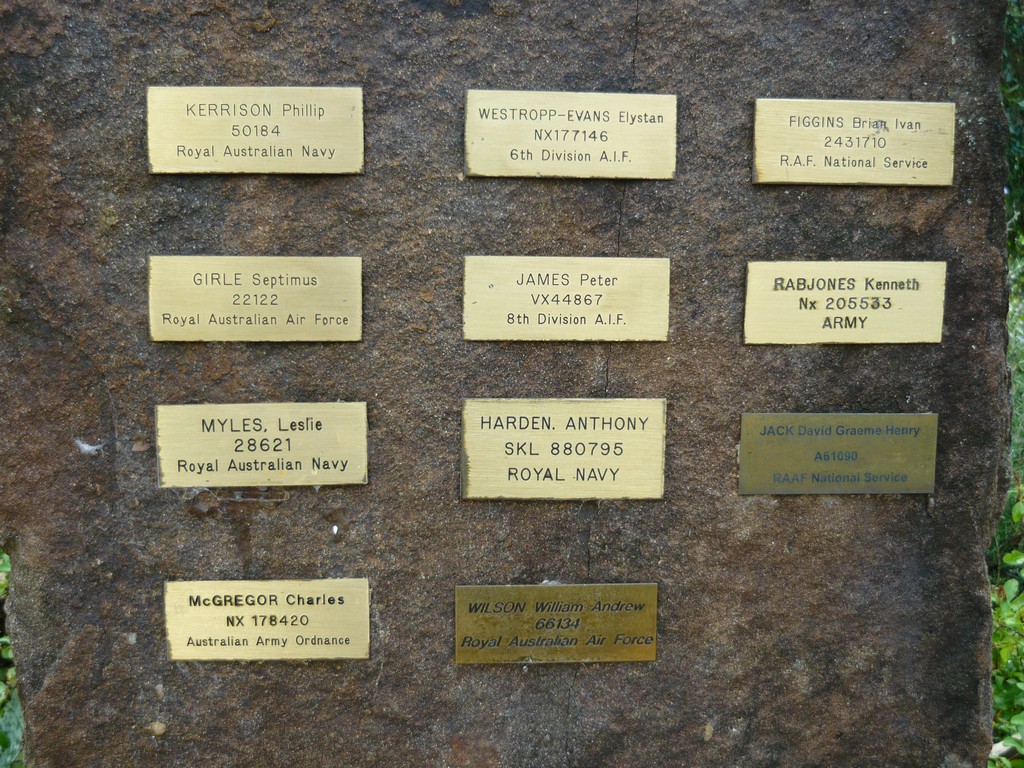 KERRISON Phillip
50184
Royal Australian Navy
WESTROPP-EVANS Elystan
NX177146
6th Division A.I.F.
FIGGINS Brian Ivan
2431710
R.A.F. National Service
GIRLE Septimus
22122
Royal Australian Air Force
JAMES Peter
VX44867
8th Division A.I.F.
RABJONES Kenneth
Nx 205533
ARMY
MYLES, Leslie
28621
Royal Australian Navy
HARDEN. ANTHONY
SKL 880795
ROYAL NAVY
JACK David Graeme Henry
A61090
RAAF National Service
McGREGOR Charles
NX 178420
Australian Army Ordnance
WILSON William Andrew
66134
Royal Australian Air Force